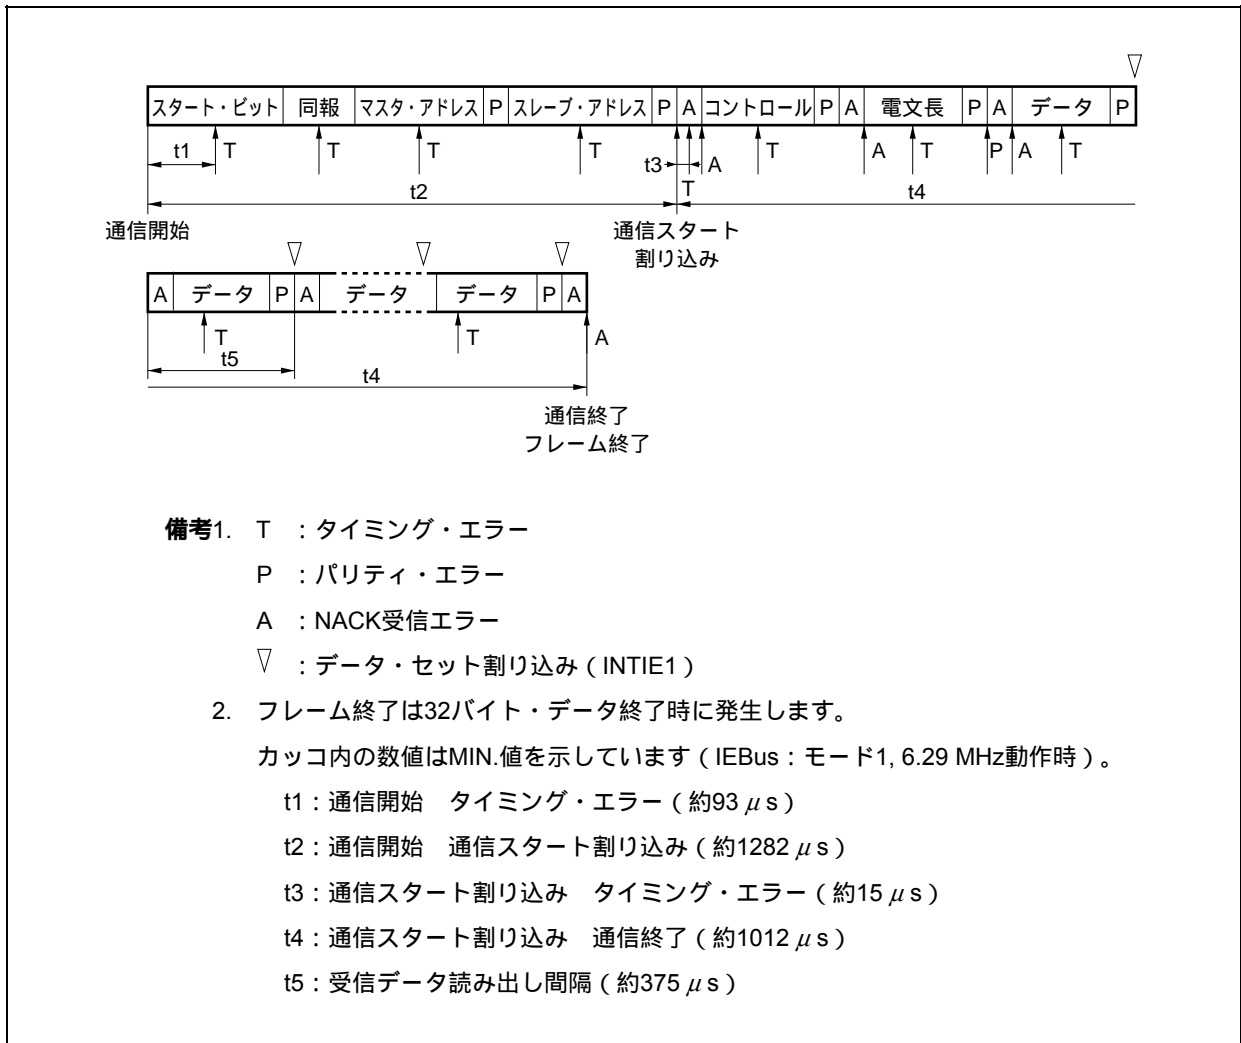 ▽
スタート・ビット 同報 マスタ・アドレス P スレーブ・アドレス P A コントロール P A 電文長 P A データ P
t1 T T T T t3 A T A T P A T
T
t2 t4
通信開始 通信スタート
割り込み
▽ ▽ ▽
A データ P A データ データ P A
T T A
t5
t4
通信終了
フレーム終了
備考1. T :タイミング・エラー
P :パリティ・エラー
A :NACK受信エラー
▽ :データ・セット割り込み(INTIE1)
2. フレーム終了は32バイト・データ終了時に発生します。
カッコ内の数値はMIN.値を示しています(IEBus:モード1, 6.29 MHz動作時)。
t1:通信開始 タイミング・エラー(約93 μs)
t2:通信開始 通信スタート割り込み(約1282 μs)
t3:通信スタート割り込み タイミング・エラー(約15 μs)
t4:通信スタート割り込み 通信終了(約1012 μs)
t5:受信データ読み出し間隔(約375 μs)